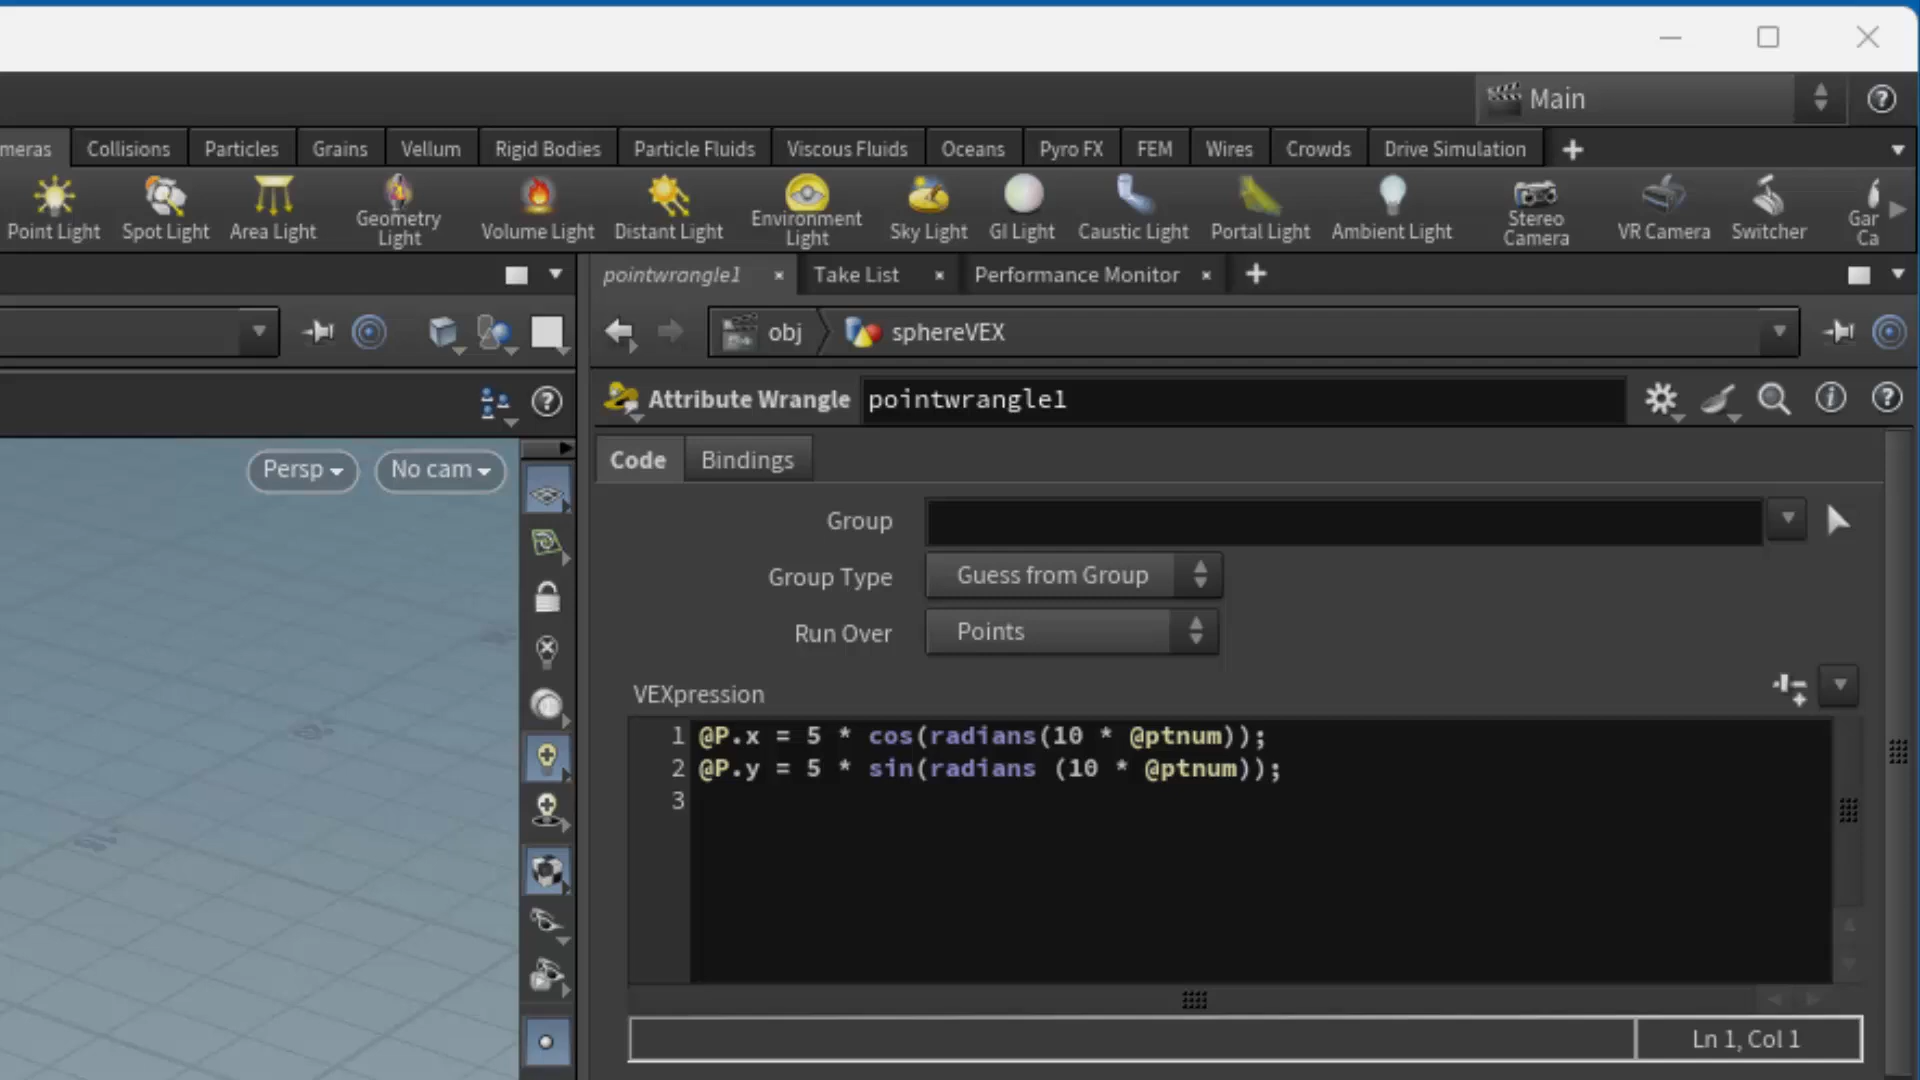 Main
meras Collisions Particles Grains Vellum Rigid Bodies Particle Fluids Viscous Fluids Oceans Pyro FX FEM Wires Crowds Drive Simulation
Point Light Spot Light Area Light Geometry Light Volume Light Distant Light Environment Light Sky Light GI Light Caustic Light Portal Light Ambient Light Stereo Camera VR Camera Switcher Gar Ca
pointwrangle1 Take List Performance Monitor
obj sphereVEX
Attribute Wrangle pointwrangle1
Persp No cam
Code Bindings
Group
Group Type Guess from Group
Run Over Points
VEXpression
1 @P.x = 5 * cos(radians(10 * @ptnum));
2 @P.y = 5 * sin(radians (10 * @ptnum));
3
Ln 1, Col 1